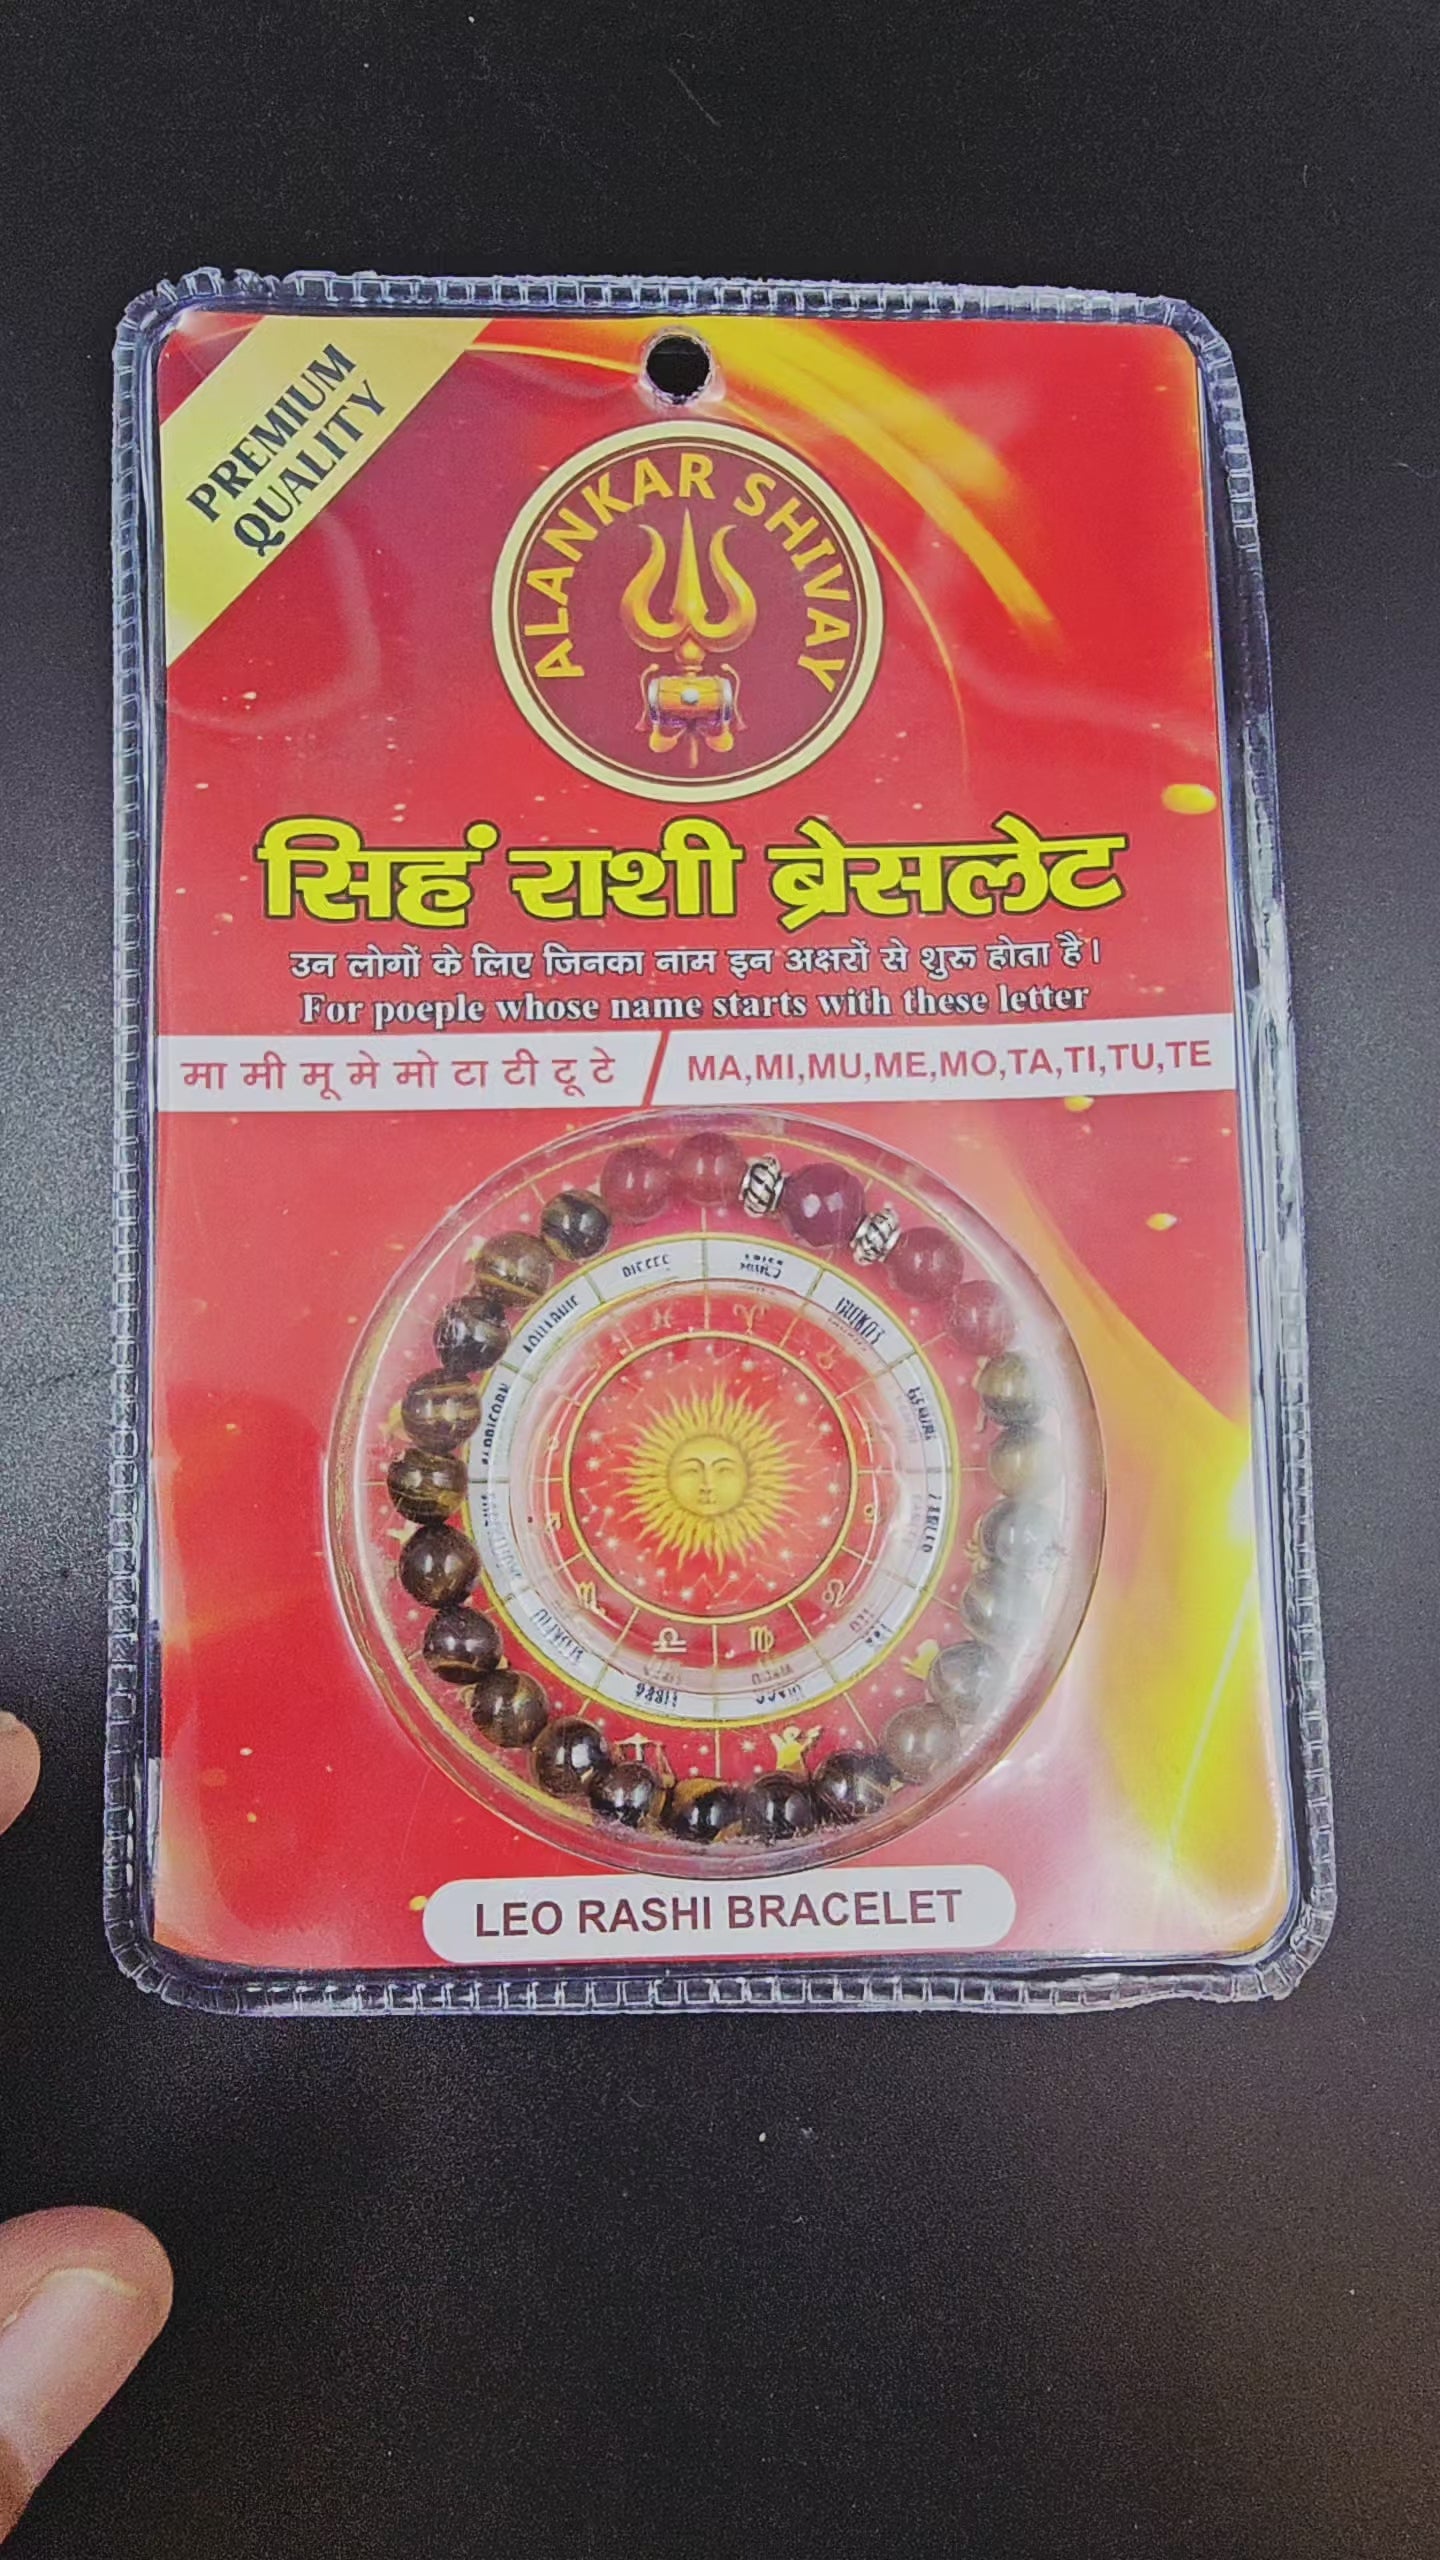 PREMIUM
QUALITY
ALANKAR SHIVAY
सिहं राशी ब्रेसलेट
उन लोगों के लिए जिनका नाम इन अक्षरों से शुरू होता है।
For poeple whose name starts with these letter
मा मी मू मे मो टा टी टू टे / MA,MI,MU,ME,MO,TA,TI,TU,TE
LEO RASHI BRACELET